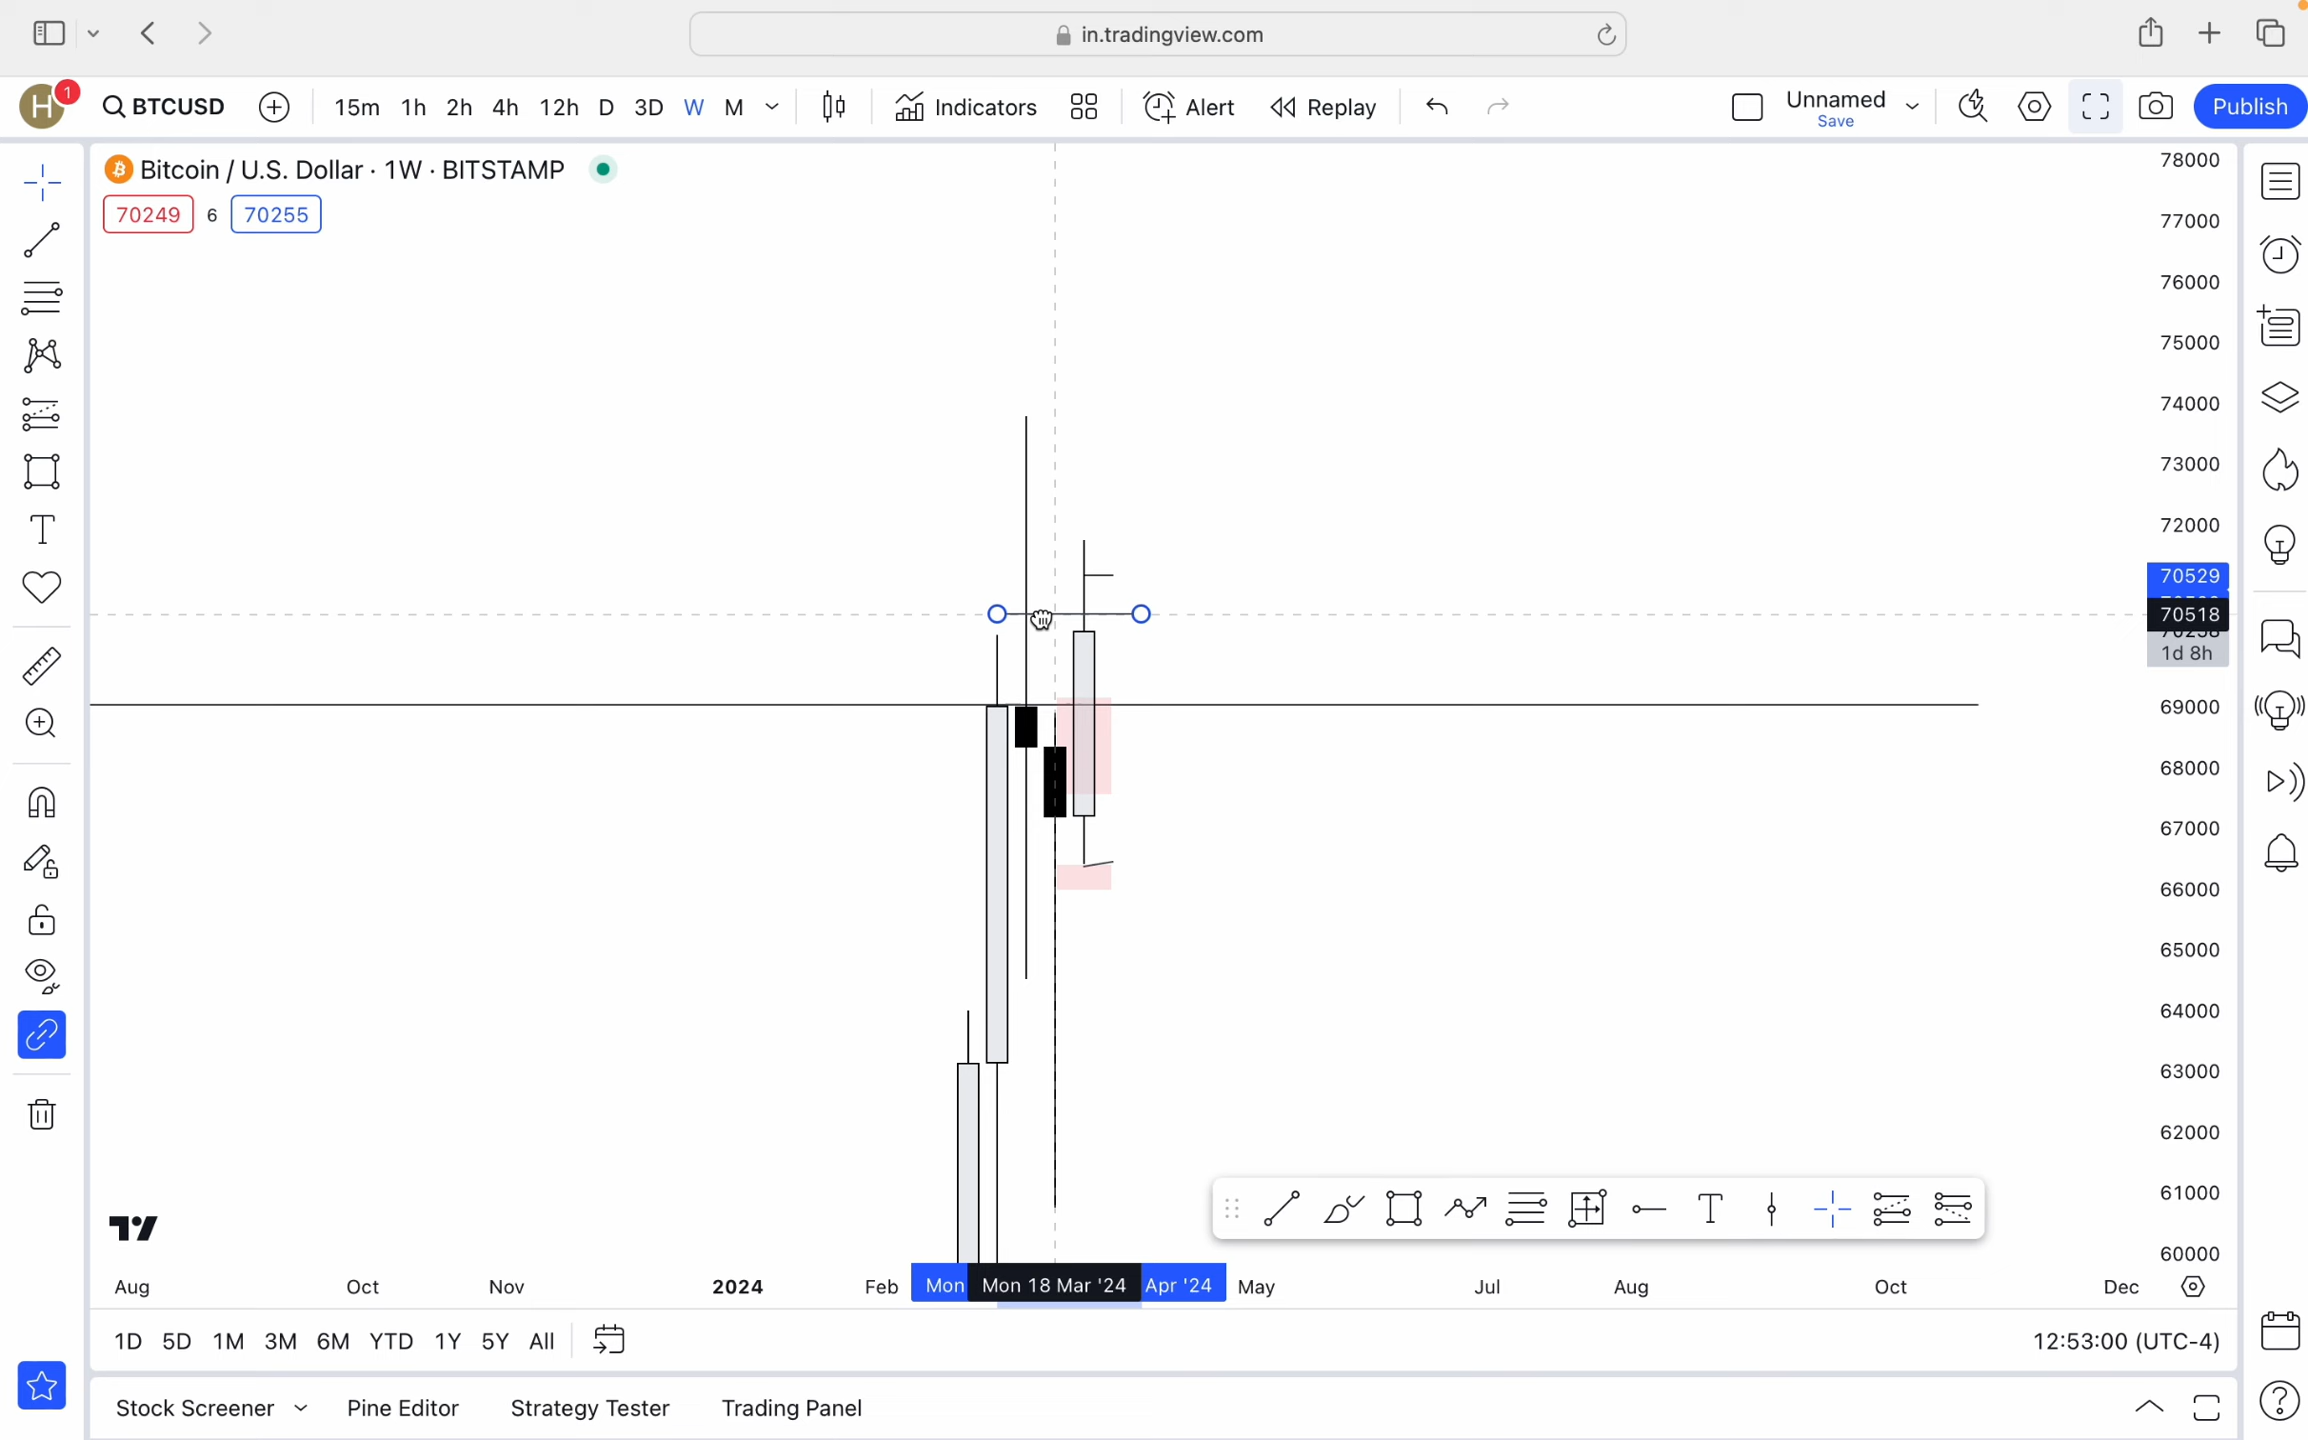 in.tradingview.com
H 1 BTCUSD 15m 1h 2h 4h 12h D 3D W M Indicators Alert Replay Unnamed Publish
Save
Bitcoin / U.S. Dollar · 1W · BITSTAMP
70249 6 70255
78000
77000
76000
75000
74000
73000
72000
70529
70518
1d 8h
69000
68000
67000
66000
65000
64000
63000
62000
61000
60000
Aug Oct Nov 2024 Feb Mon Mon 18 Mar '24 Apr '24 May Jul Aug Oct Dec
1D 5D 1M 3M 6M YTD 1Y 5Y All 12:53:00 (UTC-4)
Stock Screener Pine Editor Strategy Tester Trading Panel